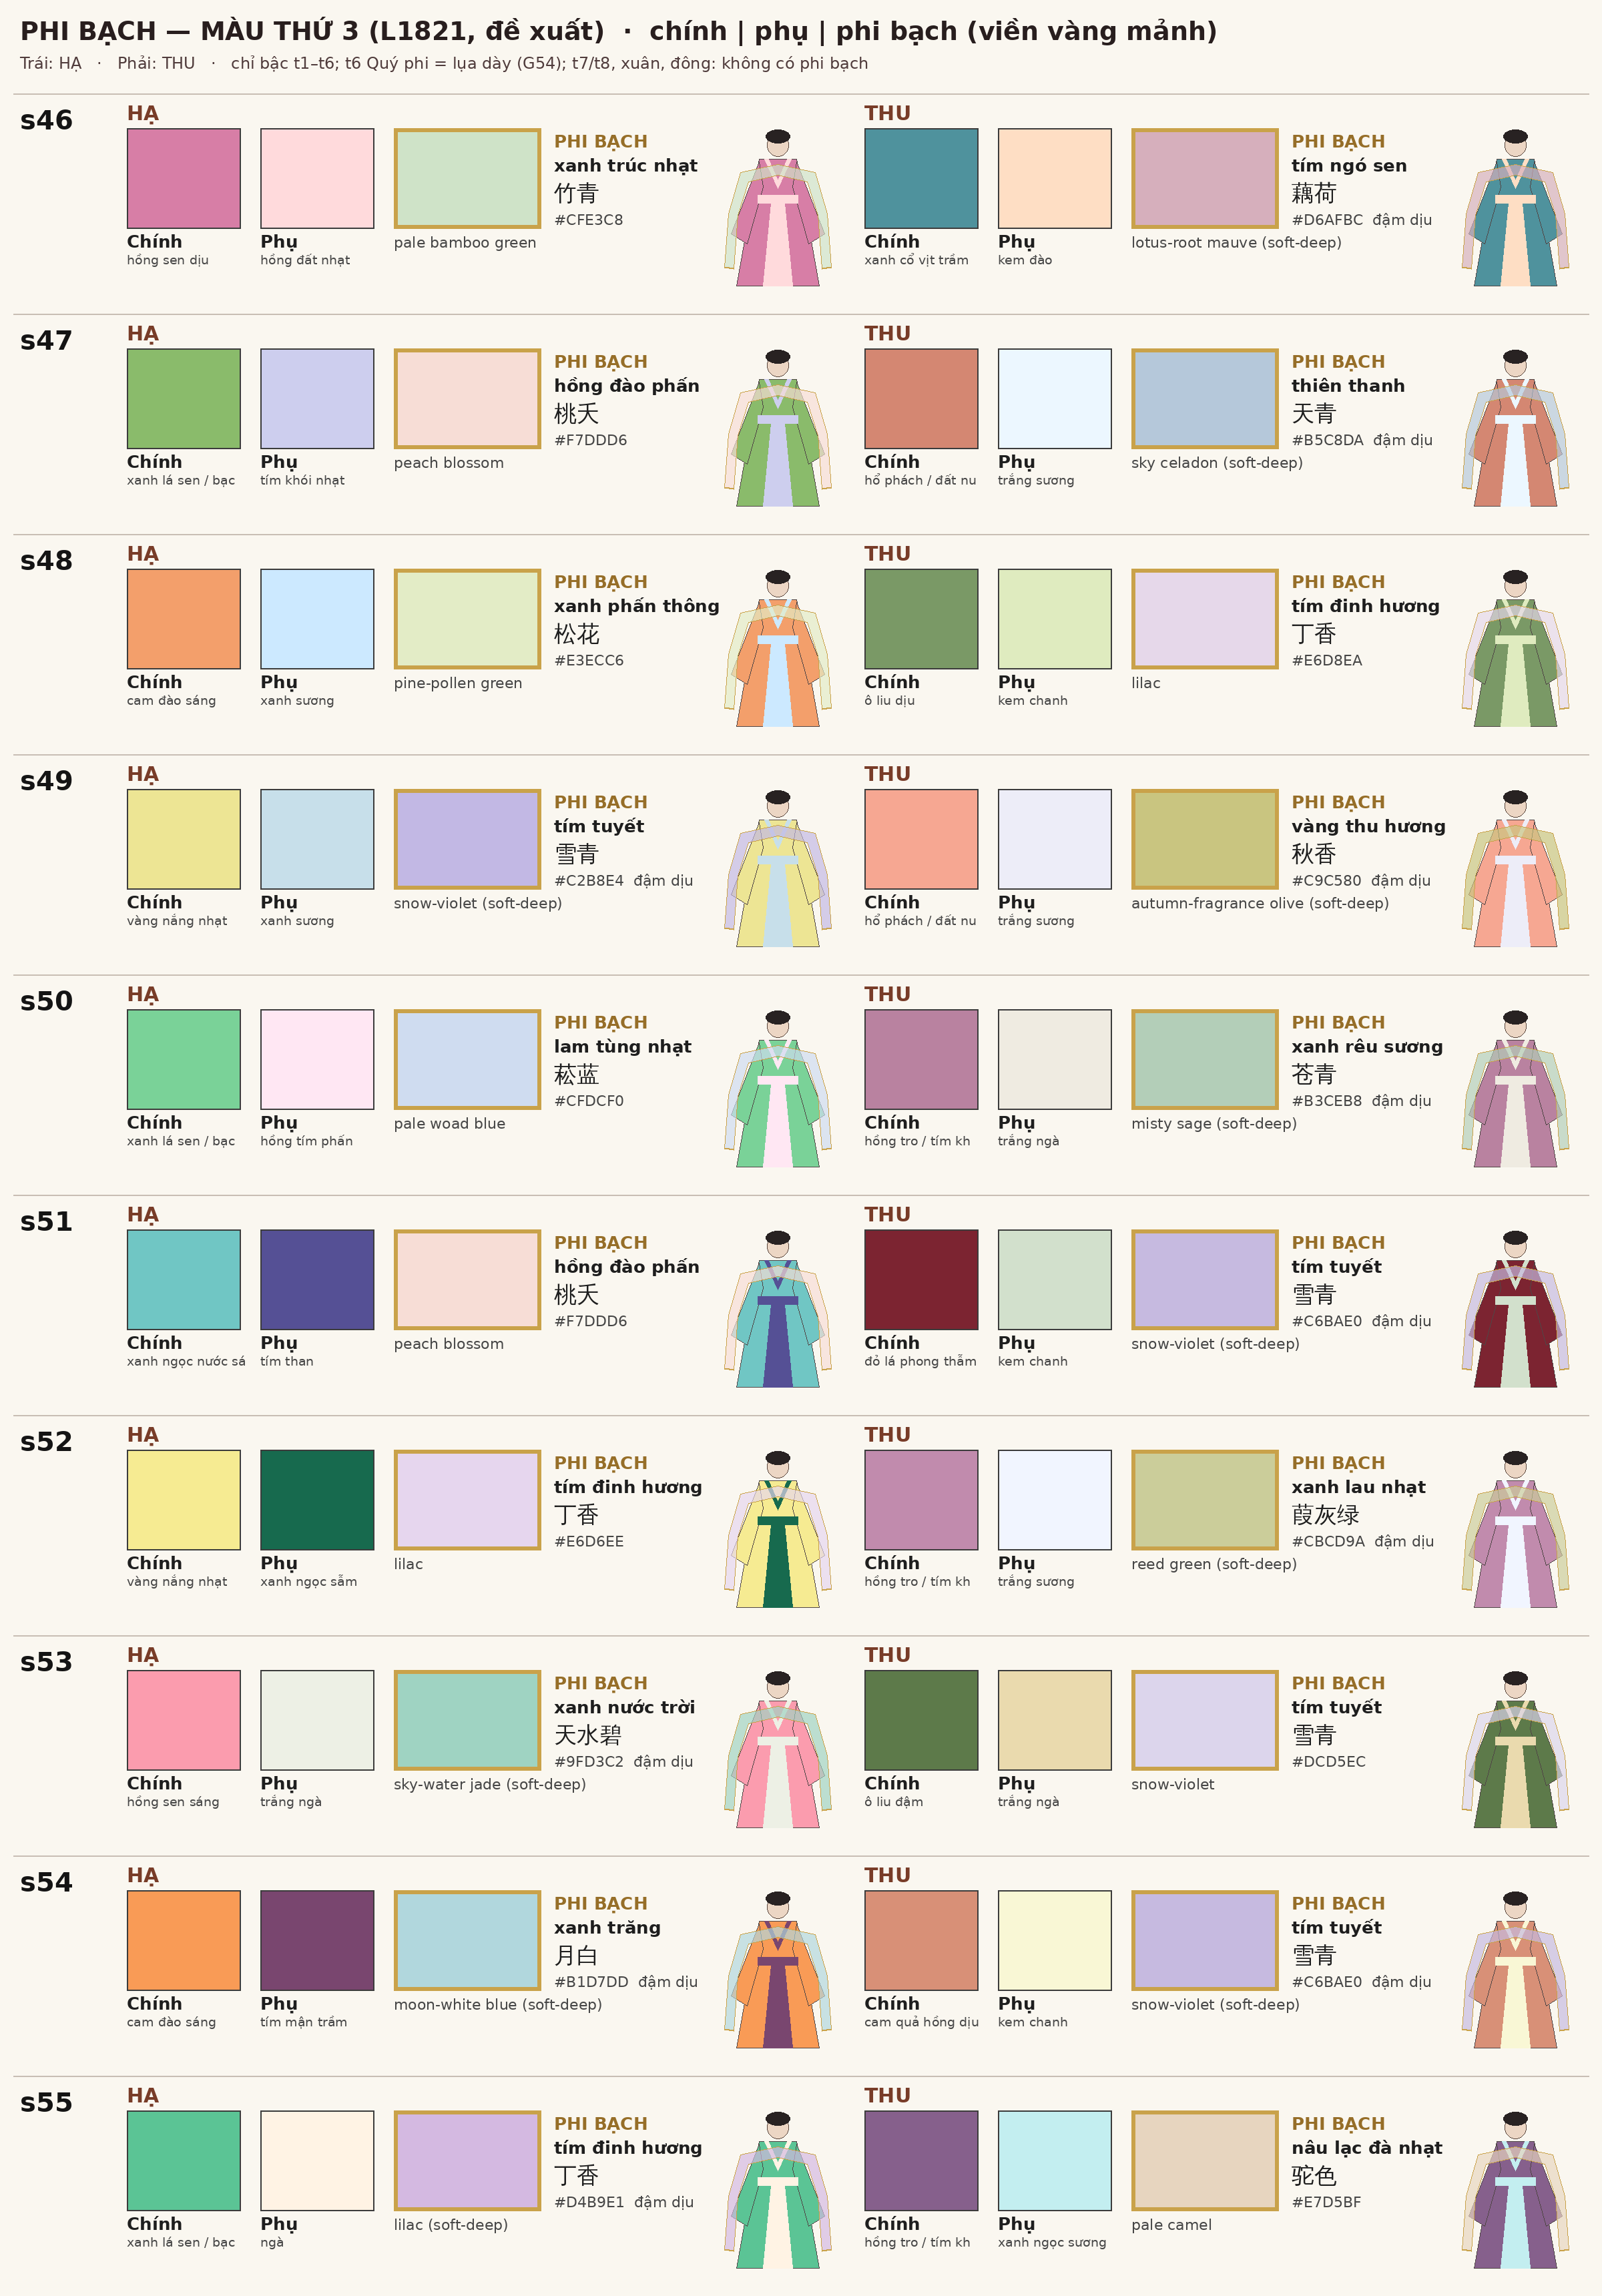 PHI BẠCH — MÀU THỨ 3 (L1821, đề xuất)  ·  chính | phụ | phi bạch (viền vàng mảnh)
Trái: HẠ   ·   Phải: THU   ·   chỉ bậc t1–t6; t6 Quý phi = lụa dày (G54); t7/t8, xuân, đông: không có phi bạch
s46
HẠ
PHI BẠCH
xanh trúc nhạt
竹青
#CFE3C8
Chính
hồng sen dịu
Phụ
hồng đất nhạt
pale bamboo green
THU
PHI BẠCH
tím ngó sen
藕荷
#D6AFBC  đậm dịu
Chính
xanh cổ vịt trầm
Phụ
kem đào
lotus-root mauve (soft-deep)
s47
HẠ
PHI BẠCH
hồng đào phấn
桃夭
#F7DDD6
Chính
xanh lá sen / bạc
Phụ
tím khói nhạt
peach blossom
THU
PHI BẠCH
thiên thanh
天青
#B5C8DA  đậm dịu
Chính
hổ phách / đất nu
Phụ
trắng sương
sky celadon (soft-deep)
s48
HẠ
PHI BẠCH
xanh phấn thông
松花
#E3ECC6
Chính
cam đào sáng
Phụ
xanh sương
pine-pollen green
THU
PHI BẠCH
tím đinh hương
丁香
#E6D8EA
Chính
ô liu dịu
Phụ
kem chanh
lilac
s49
HẠ
PHI BẠCH
tím tuyết
雪青
#C2B8E4  đậm dịu
Chính
vàng nắng nhạt
Phụ
xanh sương
snow-violet (soft-deep)
THU
PHI BẠCH
vàng thu hương
秋香
#C9C580  đậm dịu
Chính
hổ phách / đất nu
Phụ
trắng sương
autumn-fragrance olive (soft-deep)
s50
HẠ
PHI BẠCH
lam tùng nhạt
菘蓝
#CFDCF0
Chính
xanh lá sen / bạc
Phụ
hồng tím phấn
pale woad blue
THU
PHI BẠCH
xanh rêu sương
苍青
#B3CEB8  đậm dịu
Chính
hồng tro / tím kh
Phụ
trắng ngà
misty sage (soft-deep)
s51
HẠ
PHI BẠCH
hồng đào phấn
桃夭
#F7DDD6
Chính
xanh ngọc nước sá
Phụ
tím than
peach blossom
THU
PHI BẠCH
tím tuyết
雪青
#C6BAE0  đậm dịu
Chính
đỏ lá phong thẫm
Phụ
kem chanh
snow-violet (soft-deep)
s52
HẠ
PHI BẠCH
tím đinh hương
丁香
#E6D6EE
Chính
vàng nắng nhạt
Phụ
xanh ngọc sẫm
lilac
THU
PHI BẠCH
xanh lau nhạt
葭灰绿
#CBCD9A  đậm dịu
Chính
hồng tro / tím kh
Phụ
trắng sương
reed green (soft-deep)
s53
HẠ
PHI BẠCH
xanh nước trời
天水碧
#9FD3C2  đậm dịu
Chính
hồng sen sáng
Phụ
trắng ngà
sky-water jade (soft-deep)
THU
PHI BẠCH
tím tuyết
雪青
#DCD5EC
Chính
ô liu đậm
Phụ
trắng ngà
snow-violet
s54
HẠ
PHI BẠCH
xanh trăng
月白
#B1D7DD  đậm dịu
Chính
cam đào sáng
Phụ
tím mận trầm
moon-white blue (soft-deep)
THU
PHI BẠCH
tím tuyết
雪青
#C6BAE0  đậm dịu
Chính
cam quả hồng dịu
Phụ
kem chanh
snow-violet (soft-deep)
s55
HẠ
PHI BẠCH
tím đinh hương
丁香
#D4B9E1  đậm dịu
Chính
xanh lá sen / bạc
Phụ
ngà
lilac (soft-deep)
THU
PHI BẠCH
nâu lạc đà nhạt
驼色
#E7D5BF
Chính
hồng tro / tím kh
Phụ
xanh ngọc sương
pale camel